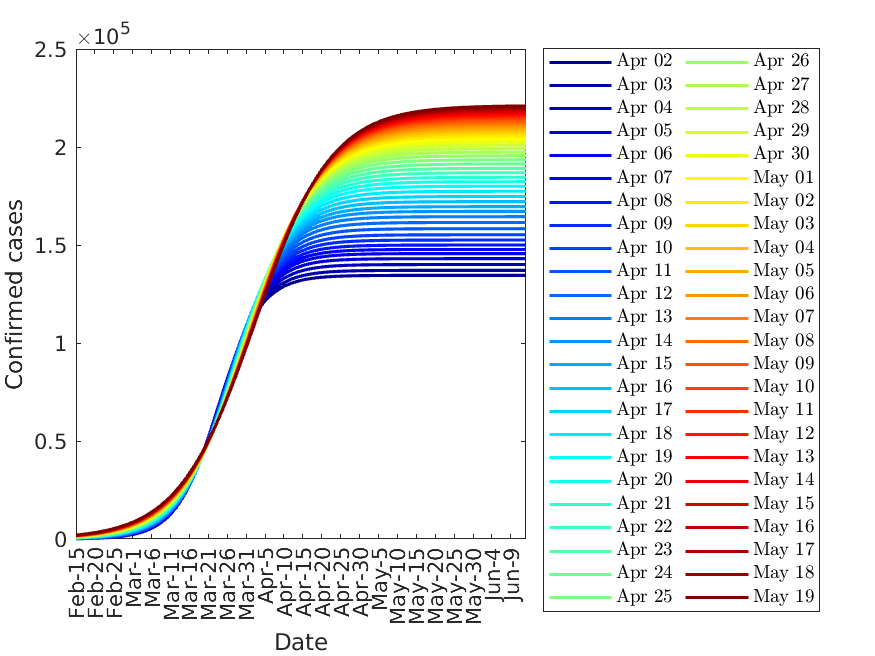 ×10⁵
2.5
2
1.5
1
0.5
0
Confirmed cases
Feb-15
Feb-20
Feb-25
Mar-1
Mar-6
Mar-11
Mar-16
Mar-21
Mar-26
Mar-31
Apr-5
Apr-10
Apr-15
Apr-20
Apr-25
Apr-30
May-5
May-10
May-15
May-20
May-25
May-30
Jun-4
Jun-9
Date
Apr 02
Apr 03
Apr 04
Apr 05
Apr 06
Apr 07
Apr 08
Apr 09
Apr 10
Apr 11
Apr 12
Apr 13
Apr 14
Apr 15
Apr 16
Apr 17
Apr 18
Apr 19
Apr 20
Apr 21
Apr 22
Apr 23
Apr 24
Apr 25
Apr 26
Apr 27
Apr 28
Apr 29
Apr 30
May 01
May 02
May 03
May 04
May 05
May 06
May 07
May 08
May 09
May 10
May 11
May 12
May 13
May 14
May 15
May 16
May 17
May 18
May 19